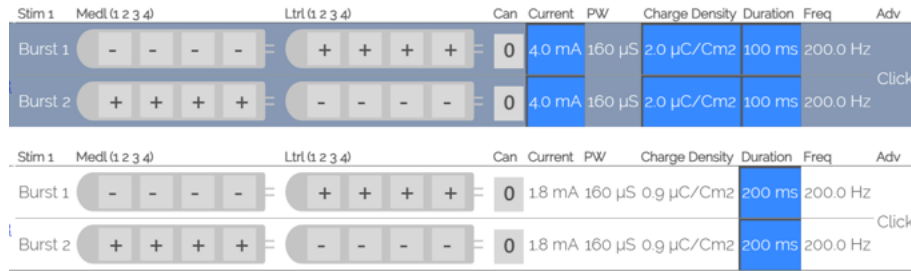 Stim 1 Medl (1 2 3 4) Ltrl (1 2 3 4) Can Current PW Charge Density Duration Freq Adv
Burst 1 - - - - = + + + + = 0 4.0 mA 160 µS 2.0 µC/Cm2 100 ms 200.0 Hz
Click
Burst 2 + + + + = - - - - = 0 4.0 mA 160 µS 2.0 µC/Cm2 100 ms 200.0 Hz
Stim 1 Medl (1 2 3 4) Ltrl (1 2 3 4) Can Current PW Charge Density Duration Freq Adv
Burst 1 - - - - = + + + + = 0 1.8 mA 160 µS 0.9 µC/Cm2 200 ms 200.0 Hz
Click
Burst 2 + + + + = - - - - = 0 1.8 mA 160 µS 0.9 µC/Cm2 200 ms 200.0 Hz